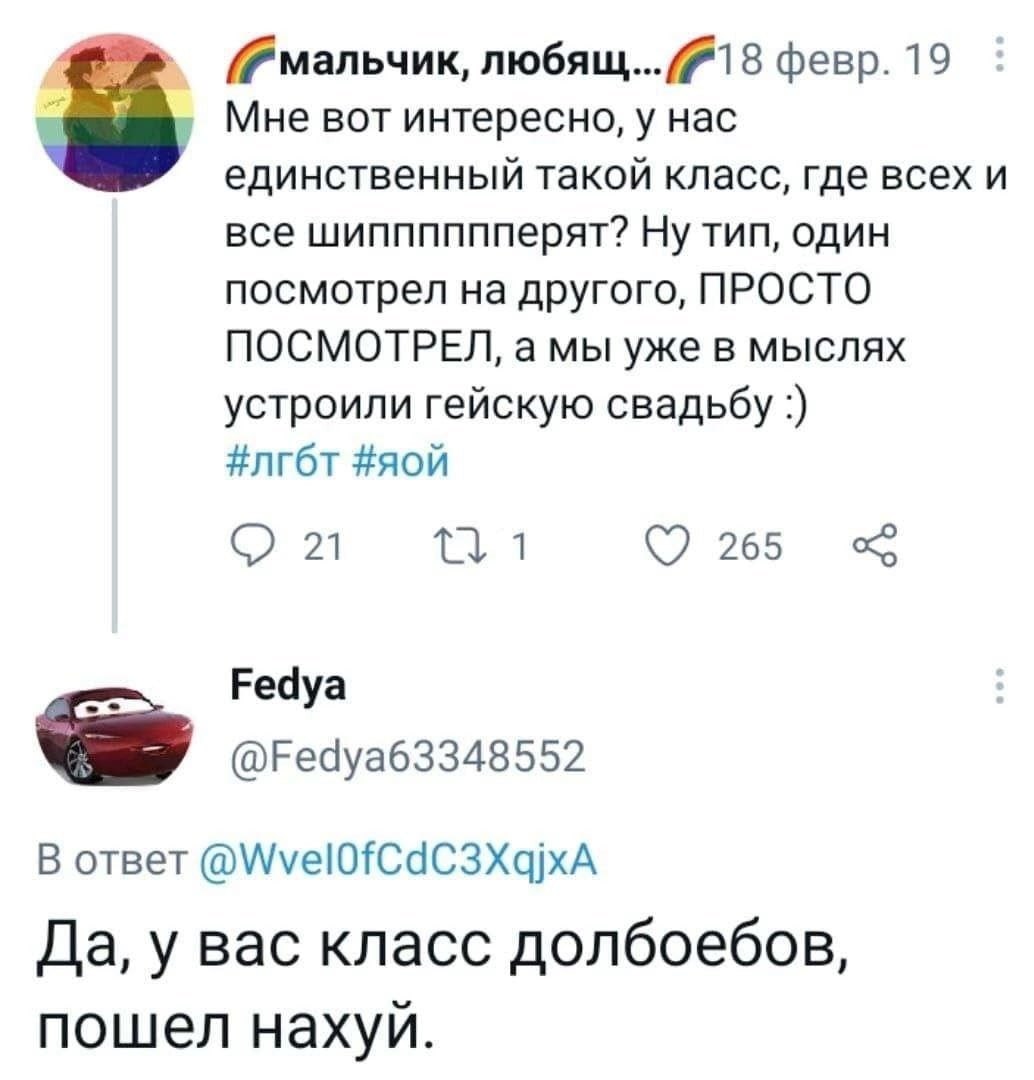 мальчик, любящ... 18 февр. 19
Мне вот интересно, у нас
единственный такой класс, где всех и
все шипппппперят? Ну тип, один
посмотрел на другого, ПРОСТО
ПОСМОТРЕЛ, а мы уже в мыслях
устроили гейскую свадьбу :)
#лгбт #яой
21 1 265
Fedya
@Fedya63348552
В ответ @WveI0fCdC3XqjxA
Да, у вас класс долбоебов,
пошел нахуй.